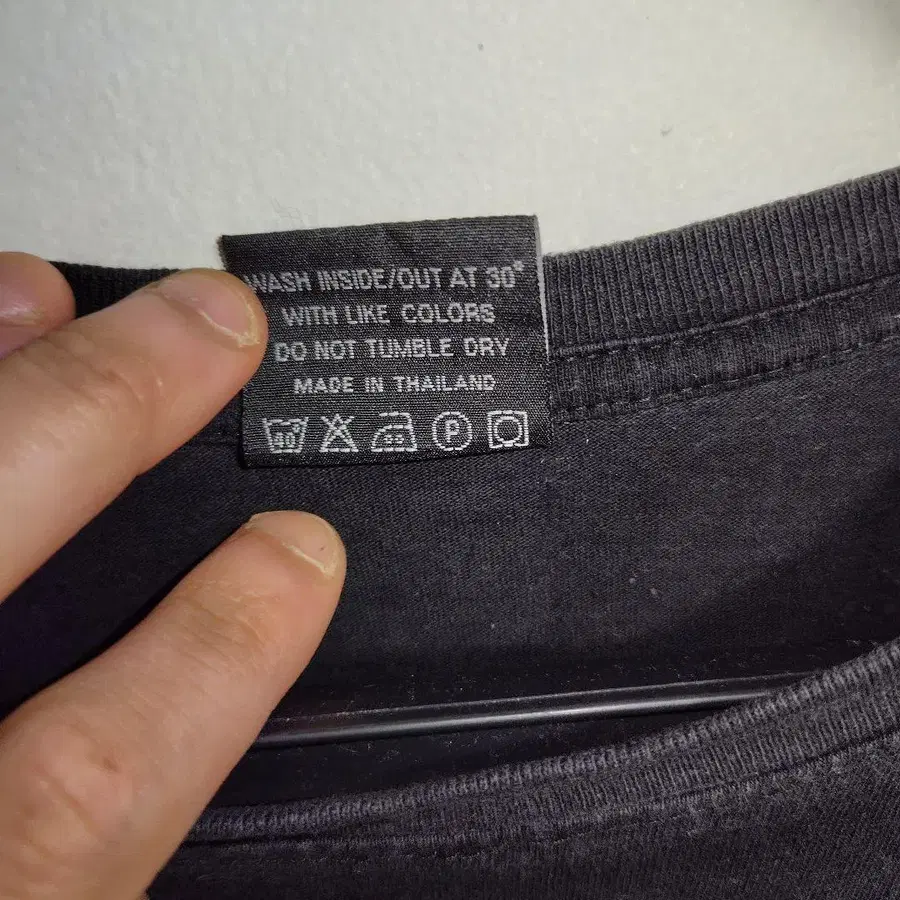 WASH INSIDE/OUT AT 30°
WITH LIKE COLORS
DO NOT TUMBLE DRY
MADE IN THAILAND
P